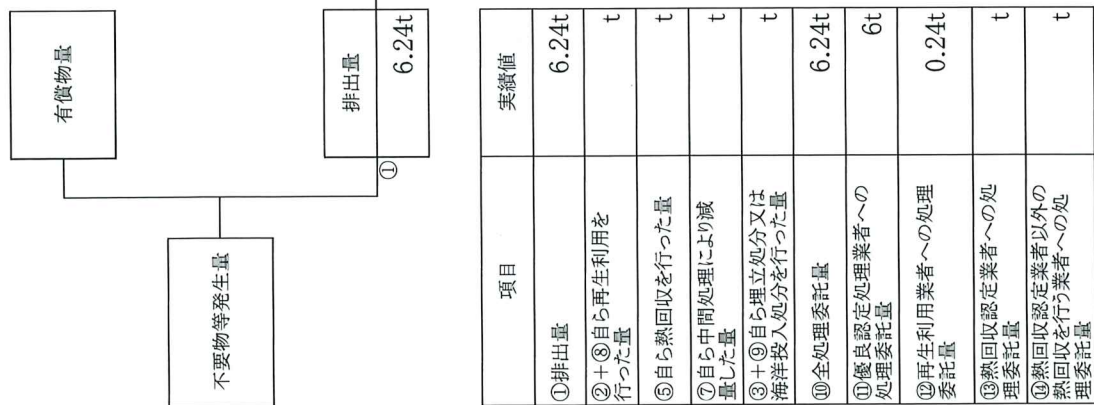 有償物量
不要物等発生量
①
排出量
6.24t
項目
実績値
①排出量
6.24t
②+⑧自ら再生利用を
行った量
t
⑤自ら熱回収を行った量
t
⑦自ら中間処理により減
量した量
t
③+⑨自ら埋立処分又は
海洋投入処分を行った量
t
⑩全処理委託量
6.24t
⑪優良認定処理業者への
処理委託量
6t
⑫再生利用業者への処理
委託量
0.24t
⑬熱回収認定業者への処
理委託量
t
⑭熱回収認定業者以外の
熱回収を行う業者への処
理委託量
t